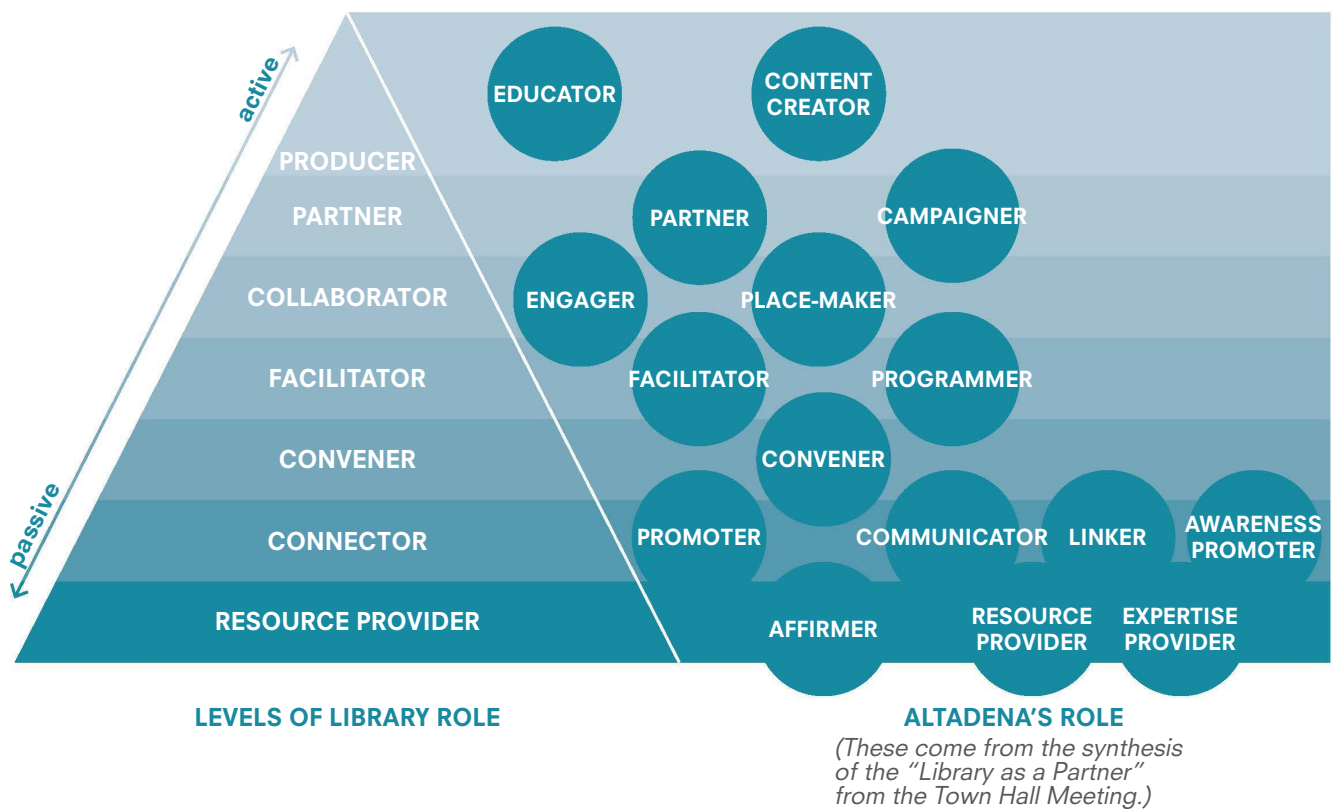 active
passive
PRODUCER
PARTNER
COLLABORATOR
FACILITATOR
CONVENER
CONNECTOR
RESOURCE PROVIDER
EDUCATOR
CONTENT
CREATOR
PARTNER
CAMPAIGNER
ENGAGER
PLACE-MAKER
FACILITATOR
PROGRAMMER
CONVENER
PROMOTER
COMMUNICATOR
LINKER
AWARENESS
PROMOTER
AFFIRMER
RESOURCE
PROVIDER
EXPERTISE
PROVIDER
LEVELS OF LIBRARY ROLE
ALTADENA'S ROLE
(These come from the synthesis
of the “Library as a Partner”
from the Town Hall Meeting.)